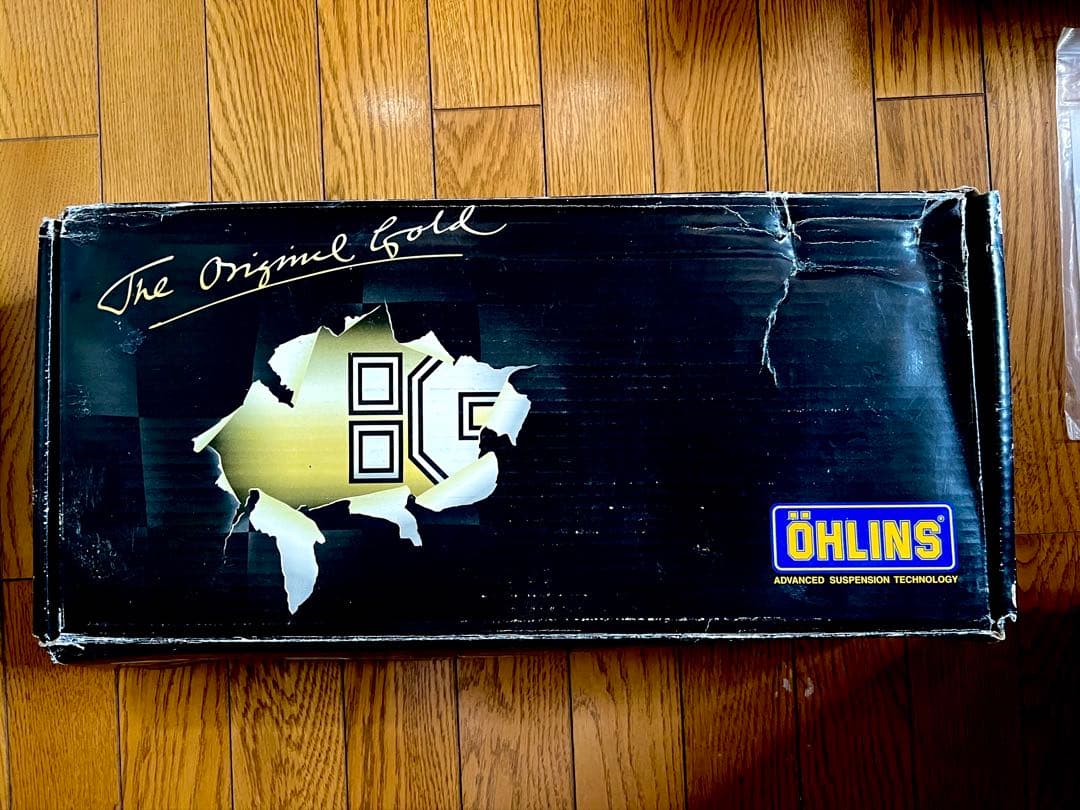 The Original Gold
ÖHLINS®
ADVANCED SUSPENSION TECHNOLOGY